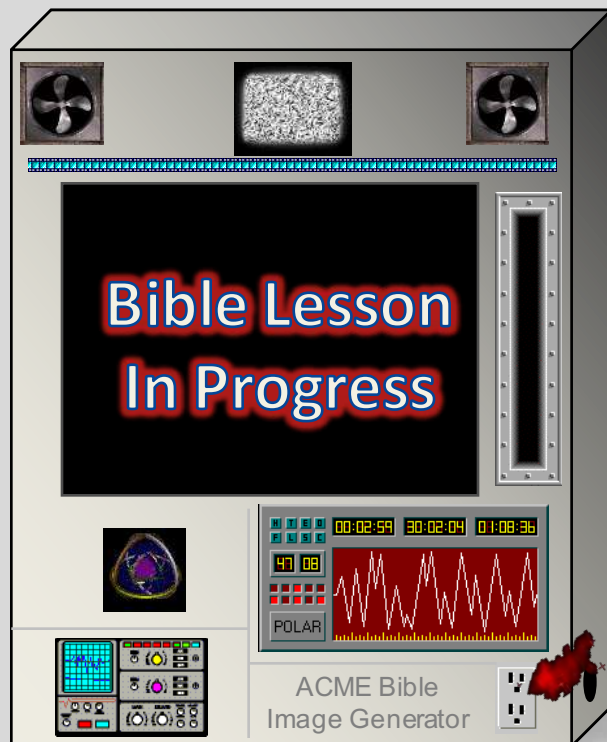 Bible Lesson
In Progress
H T E D
F L S C
00:02:59 30:02:04 01:08:36
47 08
POLAR
ACME Bible
Image Generator